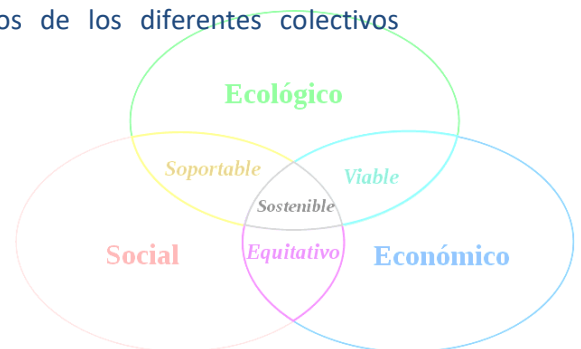 os de los diferentes colectivos
Ecológico
Soportable
Viable
Sostenible
Social
Equitativo
Económico